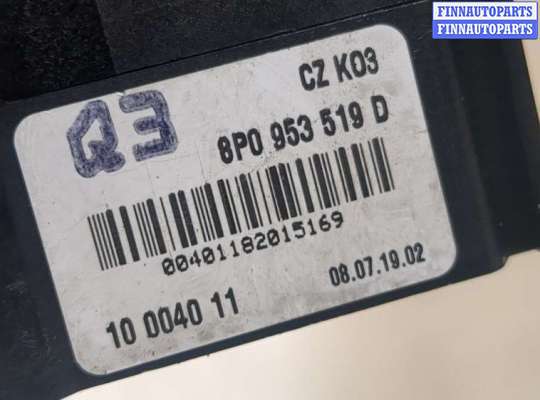 FINNAUTOPARTS
FINNAUTOPARTS
CZ K03
Q3
8P0 953 519 D
00401182015169
10 0040 11
08.07.19.02